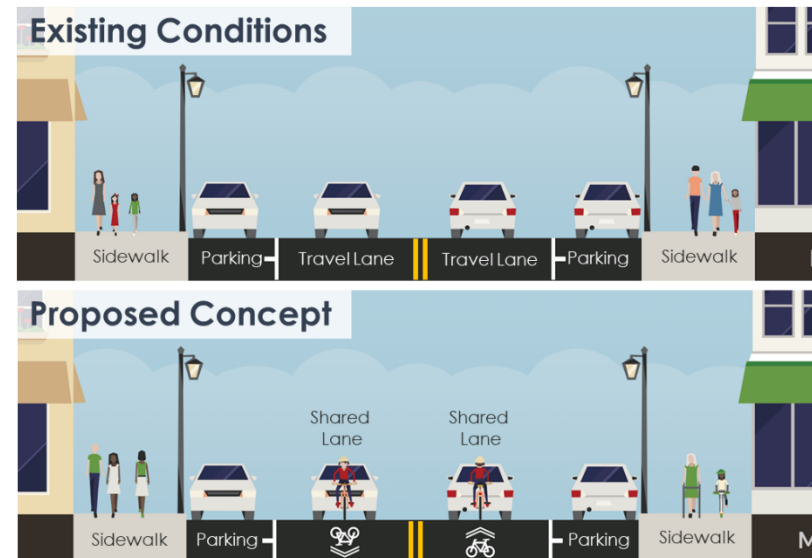 Existing Conditions
Sidewalk Parking Travel Lane Travel Lane Parking Sidewalk
Proposed Concept
Shared Lane
Shared Lane
Sidewalk Parking Parking Sidewalk